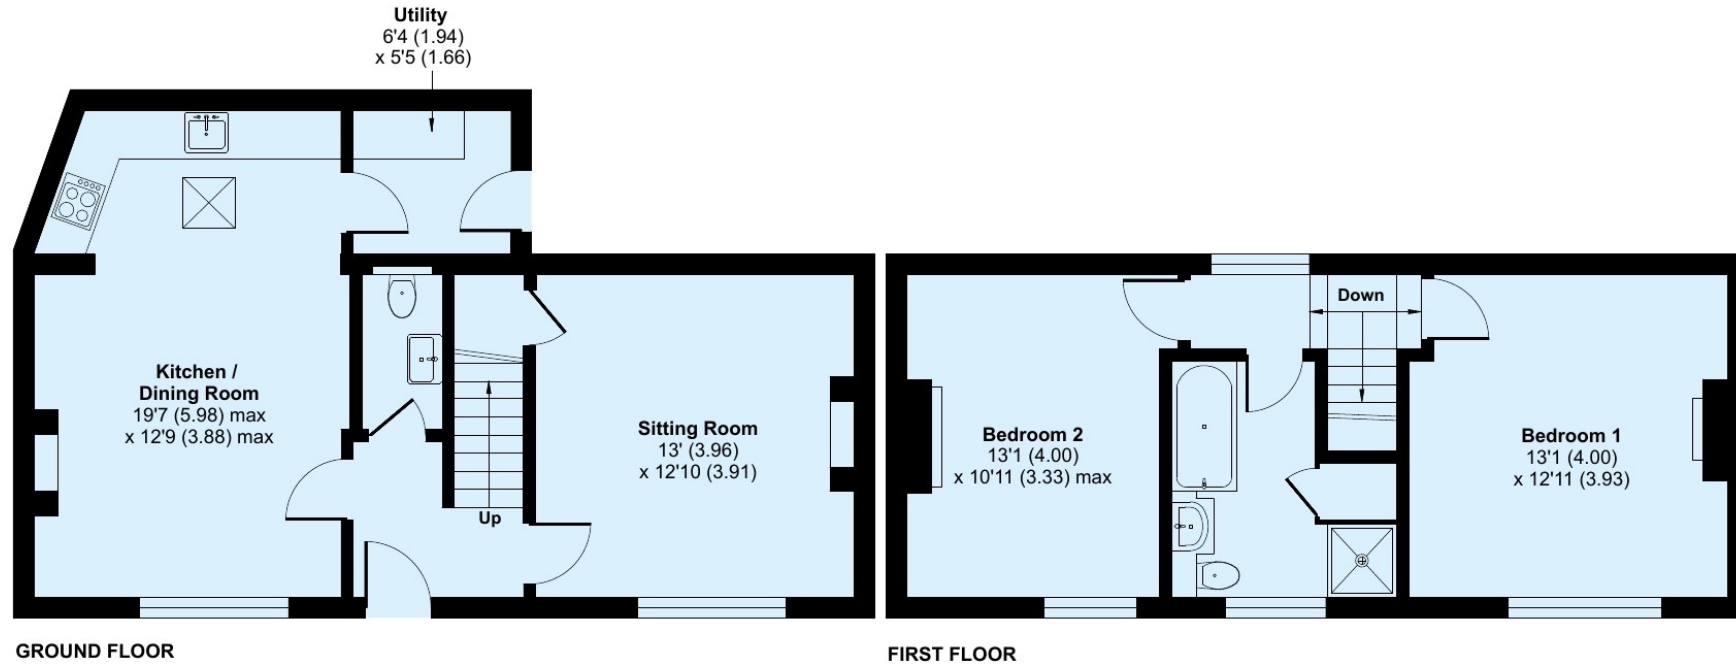 Utility
6'4 (1.94)
x 5'5 (1.66)
Kitchen /
Dining Room
19'7 (5.98) max
x 12'9 (3.88) max
Up
Sitting Room
13' (3.96)
x 12'10 (3.91)
GROUND FLOOR
Down
Bedroom 2
13'1 (4.00)
x 10'11 (3.33) max
Bedroom 1
13'1 (4.00)
x 12'11 (3.93)
FIRST FLOOR